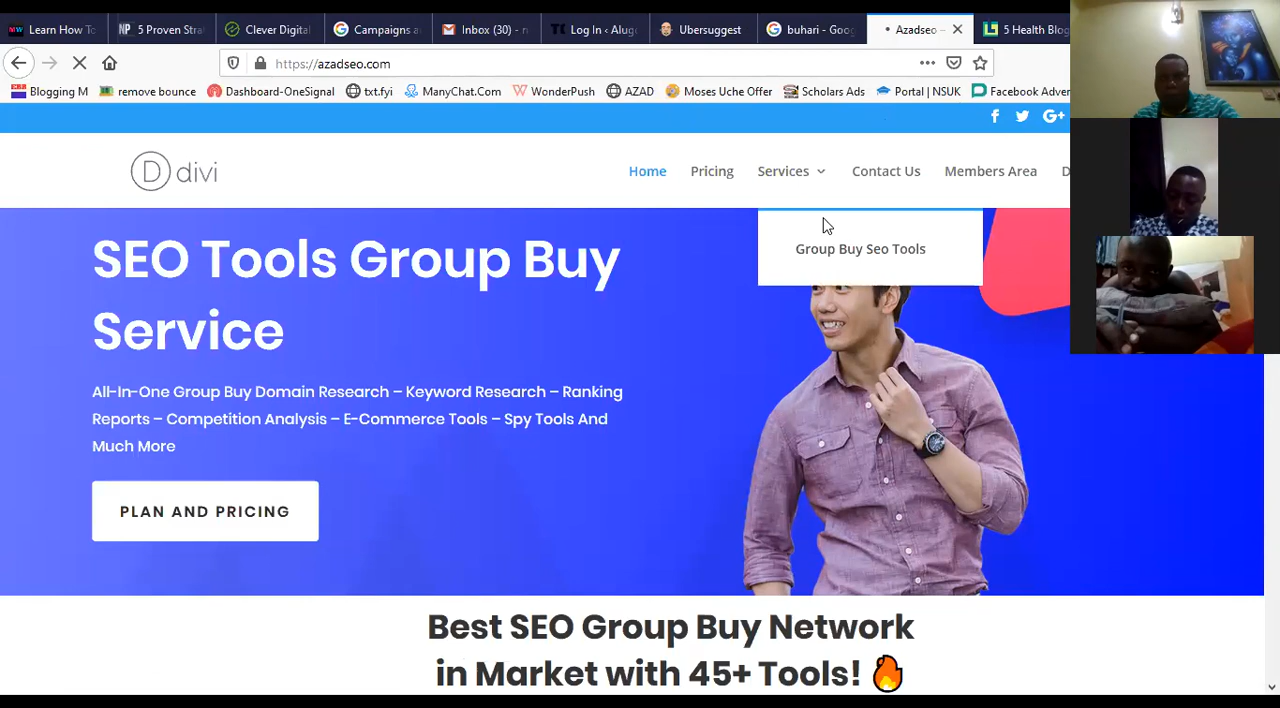 Learn How To
5 Proven Strat
Clever Digital
Campaigns a
Inbox (30) - n
Log In ‹ Alug
Ubersuggest
buhari - Goog
Azadseo –
5 Health Blog
https://azadseo.com
Blogging M
remove bounce
Dashboard-OneSignal
txt.fyi
ManyChat.Com
WonderPush
AZAD
Moses Uche Offer
Scholars Ads
Portal | NSUK
Facebook Adver
divi
Home
Pricing
Services
Contact Us
Members Area
D
Group Buy Seo Tools
SEO Tools Group Buy
Service
All-In-One Group Buy Domain Research – Keyword Research – Ranking
Reports – Competition Analysis – E-Commerce Tools – Spy Tools And
Much More
PLAN AND PRICING
Best SEO Group Buy Network
in Market with 45+ Tools! 🔥